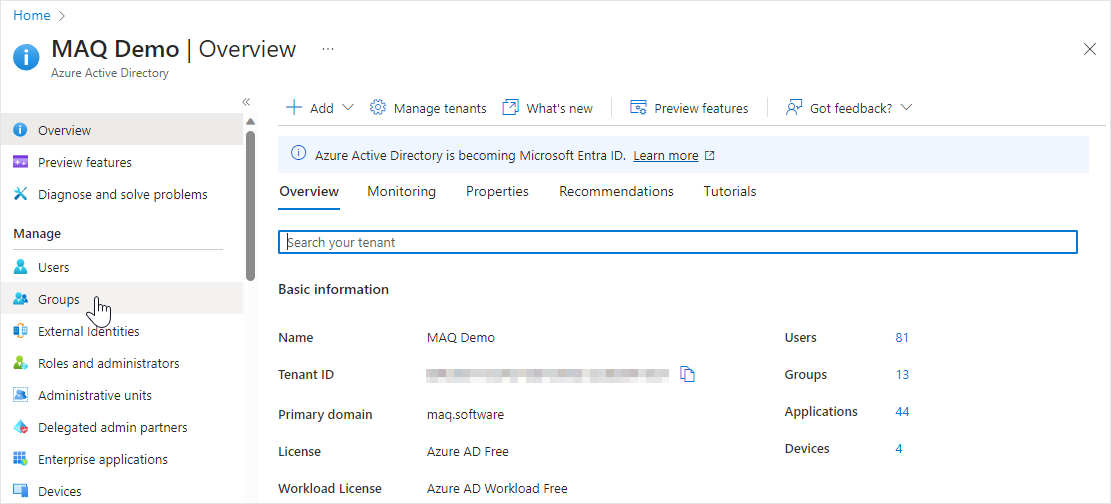 Home
MAQ Demo | Overview ...
Azure Active Directory
Overview
Preview features
Diagnose and solve problems
Manage
Users
Groups
External Identities
Roles and administrators
Administrative units
Delegated admin partners
Enterprise applications
Devices
Add Manage tenants What's new Preview features Got feedback?
Azure Active Directory is becoming Microsoft Entra ID. Learn more
Overview Monitoring Properties Recommendations Tutorials
Search your tenant
Basic information
Name MAQ Demo Users 81
Tenant ID Groups 13
Primary domain maq.software Applications 44
License Azure AD Free Devices 4
Workload License Azure AD Workload Free